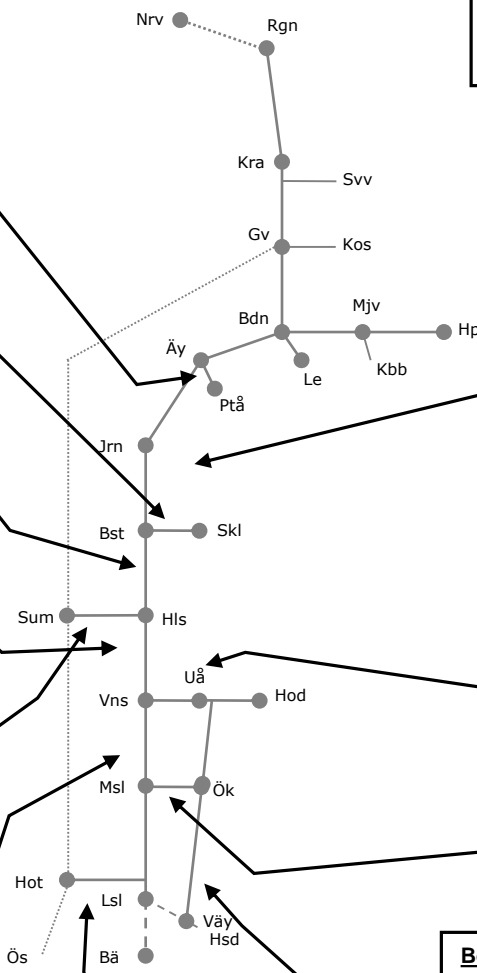 Nrv
Rgn
Kra
Svv
Gv
Kos
Bdn
Mjv
Hp
Äy
Le
Kbb
Ptå
Jrn
Bst
Skl
Sum
Hls
Uå
Vns
Hod
Msl
Ök
Hot
Lsl
Väy
Hsd
Ös
Bä